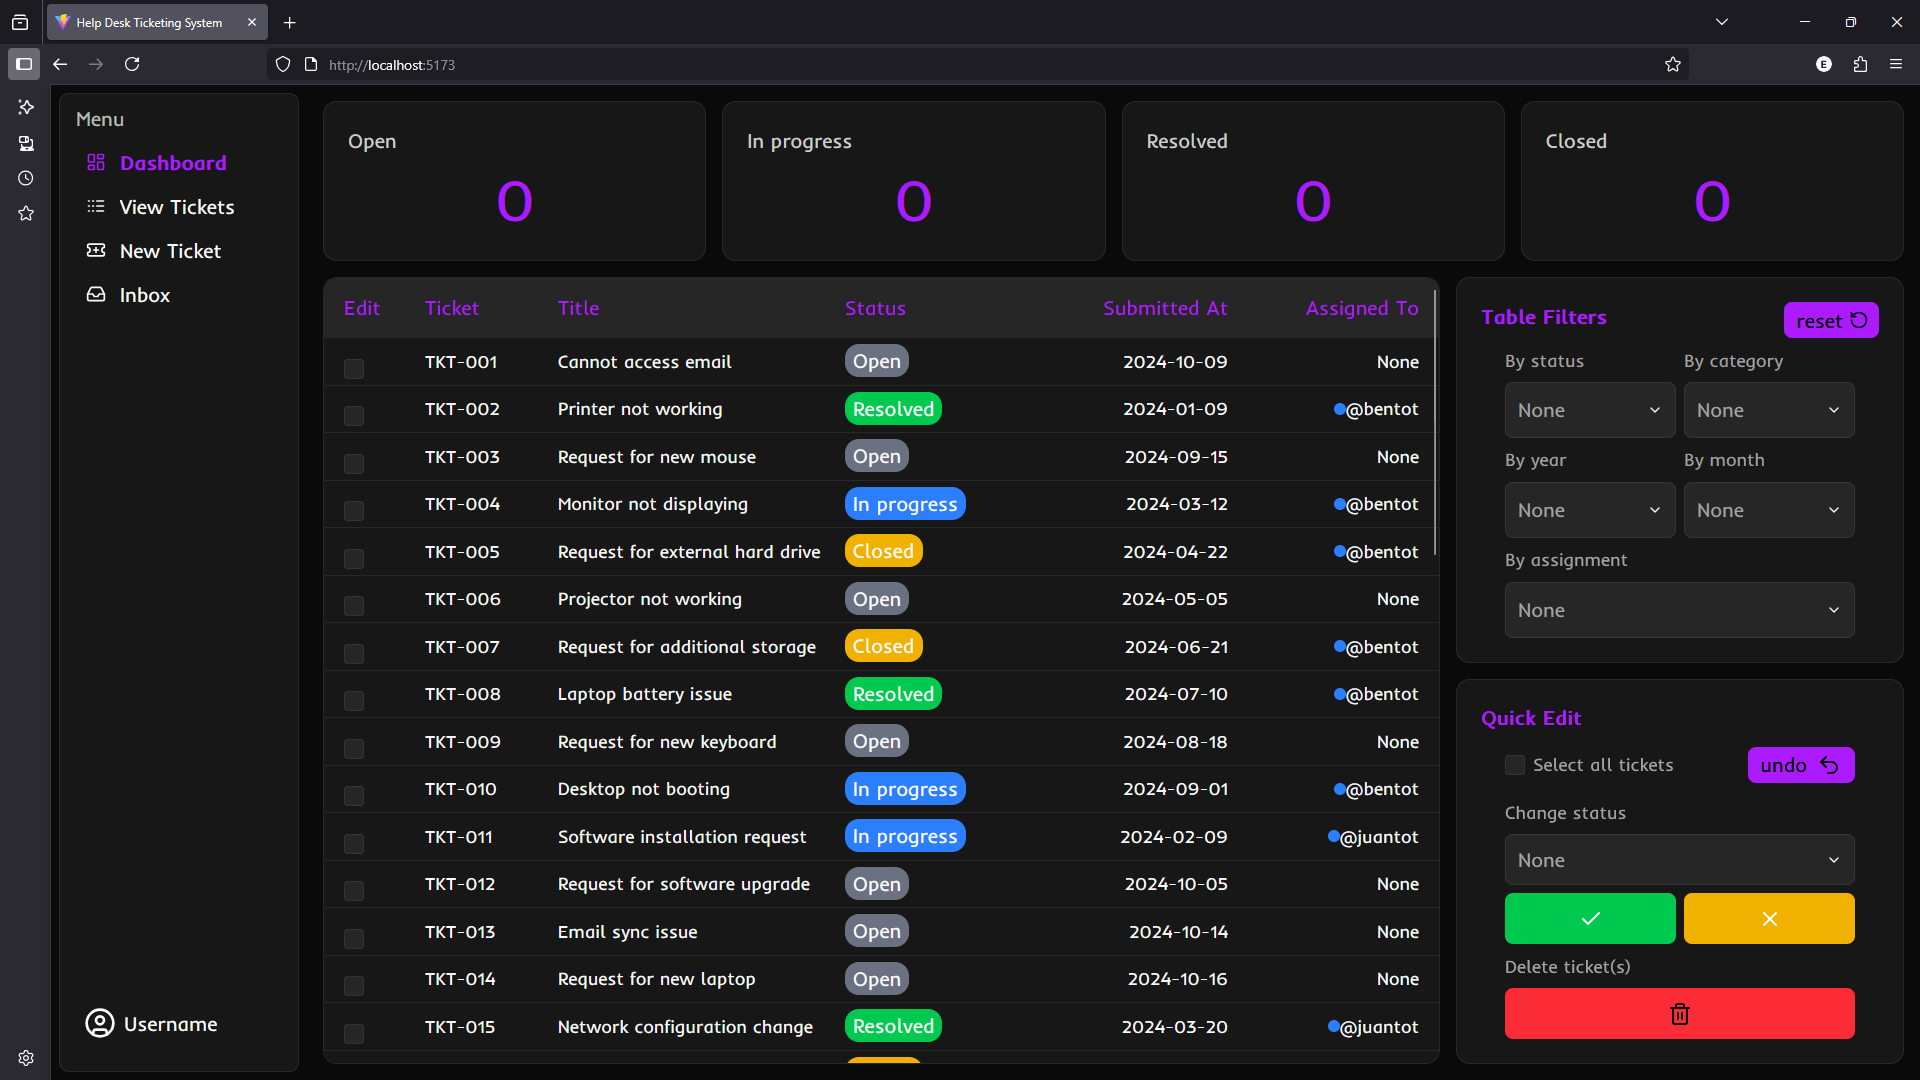 Help Desk Ticketing System
http://localhost:5173
E
Menu
Dashboard
View Tickets
New Ticket
Inbox
Username
Open
0
In progress
0
Resolved
0
Closed
0
Edit Ticket Title Status Submitted At Assigned To
TKT-001 Cannot access email Open 2024-10-09 None
TKT-002 Printer not working Resolved 2024-01-09 @bentot
TKT-003 Request for new mouse Open 2024-09-15 None
TKT-004 Monitor not displaying In progress 2024-03-12 @bentot
TKT-005 Request for external hard drive Closed 2024-04-22 @bentot
TKT-006 Projector not working Open 2024-05-05 None
TKT-007 Request for additional storage Closed 2024-06-21 @bentot
TKT-008 Laptop battery issue Resolved 2024-07-10 @bentot
TKT-009 Request for new keyboard Open 2024-08-18 None
TKT-010 Desktop not booting In progress 2024-09-01 @bentot
TKT-011 Software installation request In progress 2024-02-09 @juantot
TKT-012 Request for software upgrade Open 2024-10-05 None
TKT-013 Email sync issue Open 2024-10-14 None
TKT-014 Request for new laptop Open 2024-10-16 None
TKT-015 Network configuration change Resolved 2024-03-20 @juantot
Table Filters reset
By status By category
None None
By year By month
None None
By assignment
None
Quick Edit
Select all tickets undo
Change status
None
Delete ticket(s)